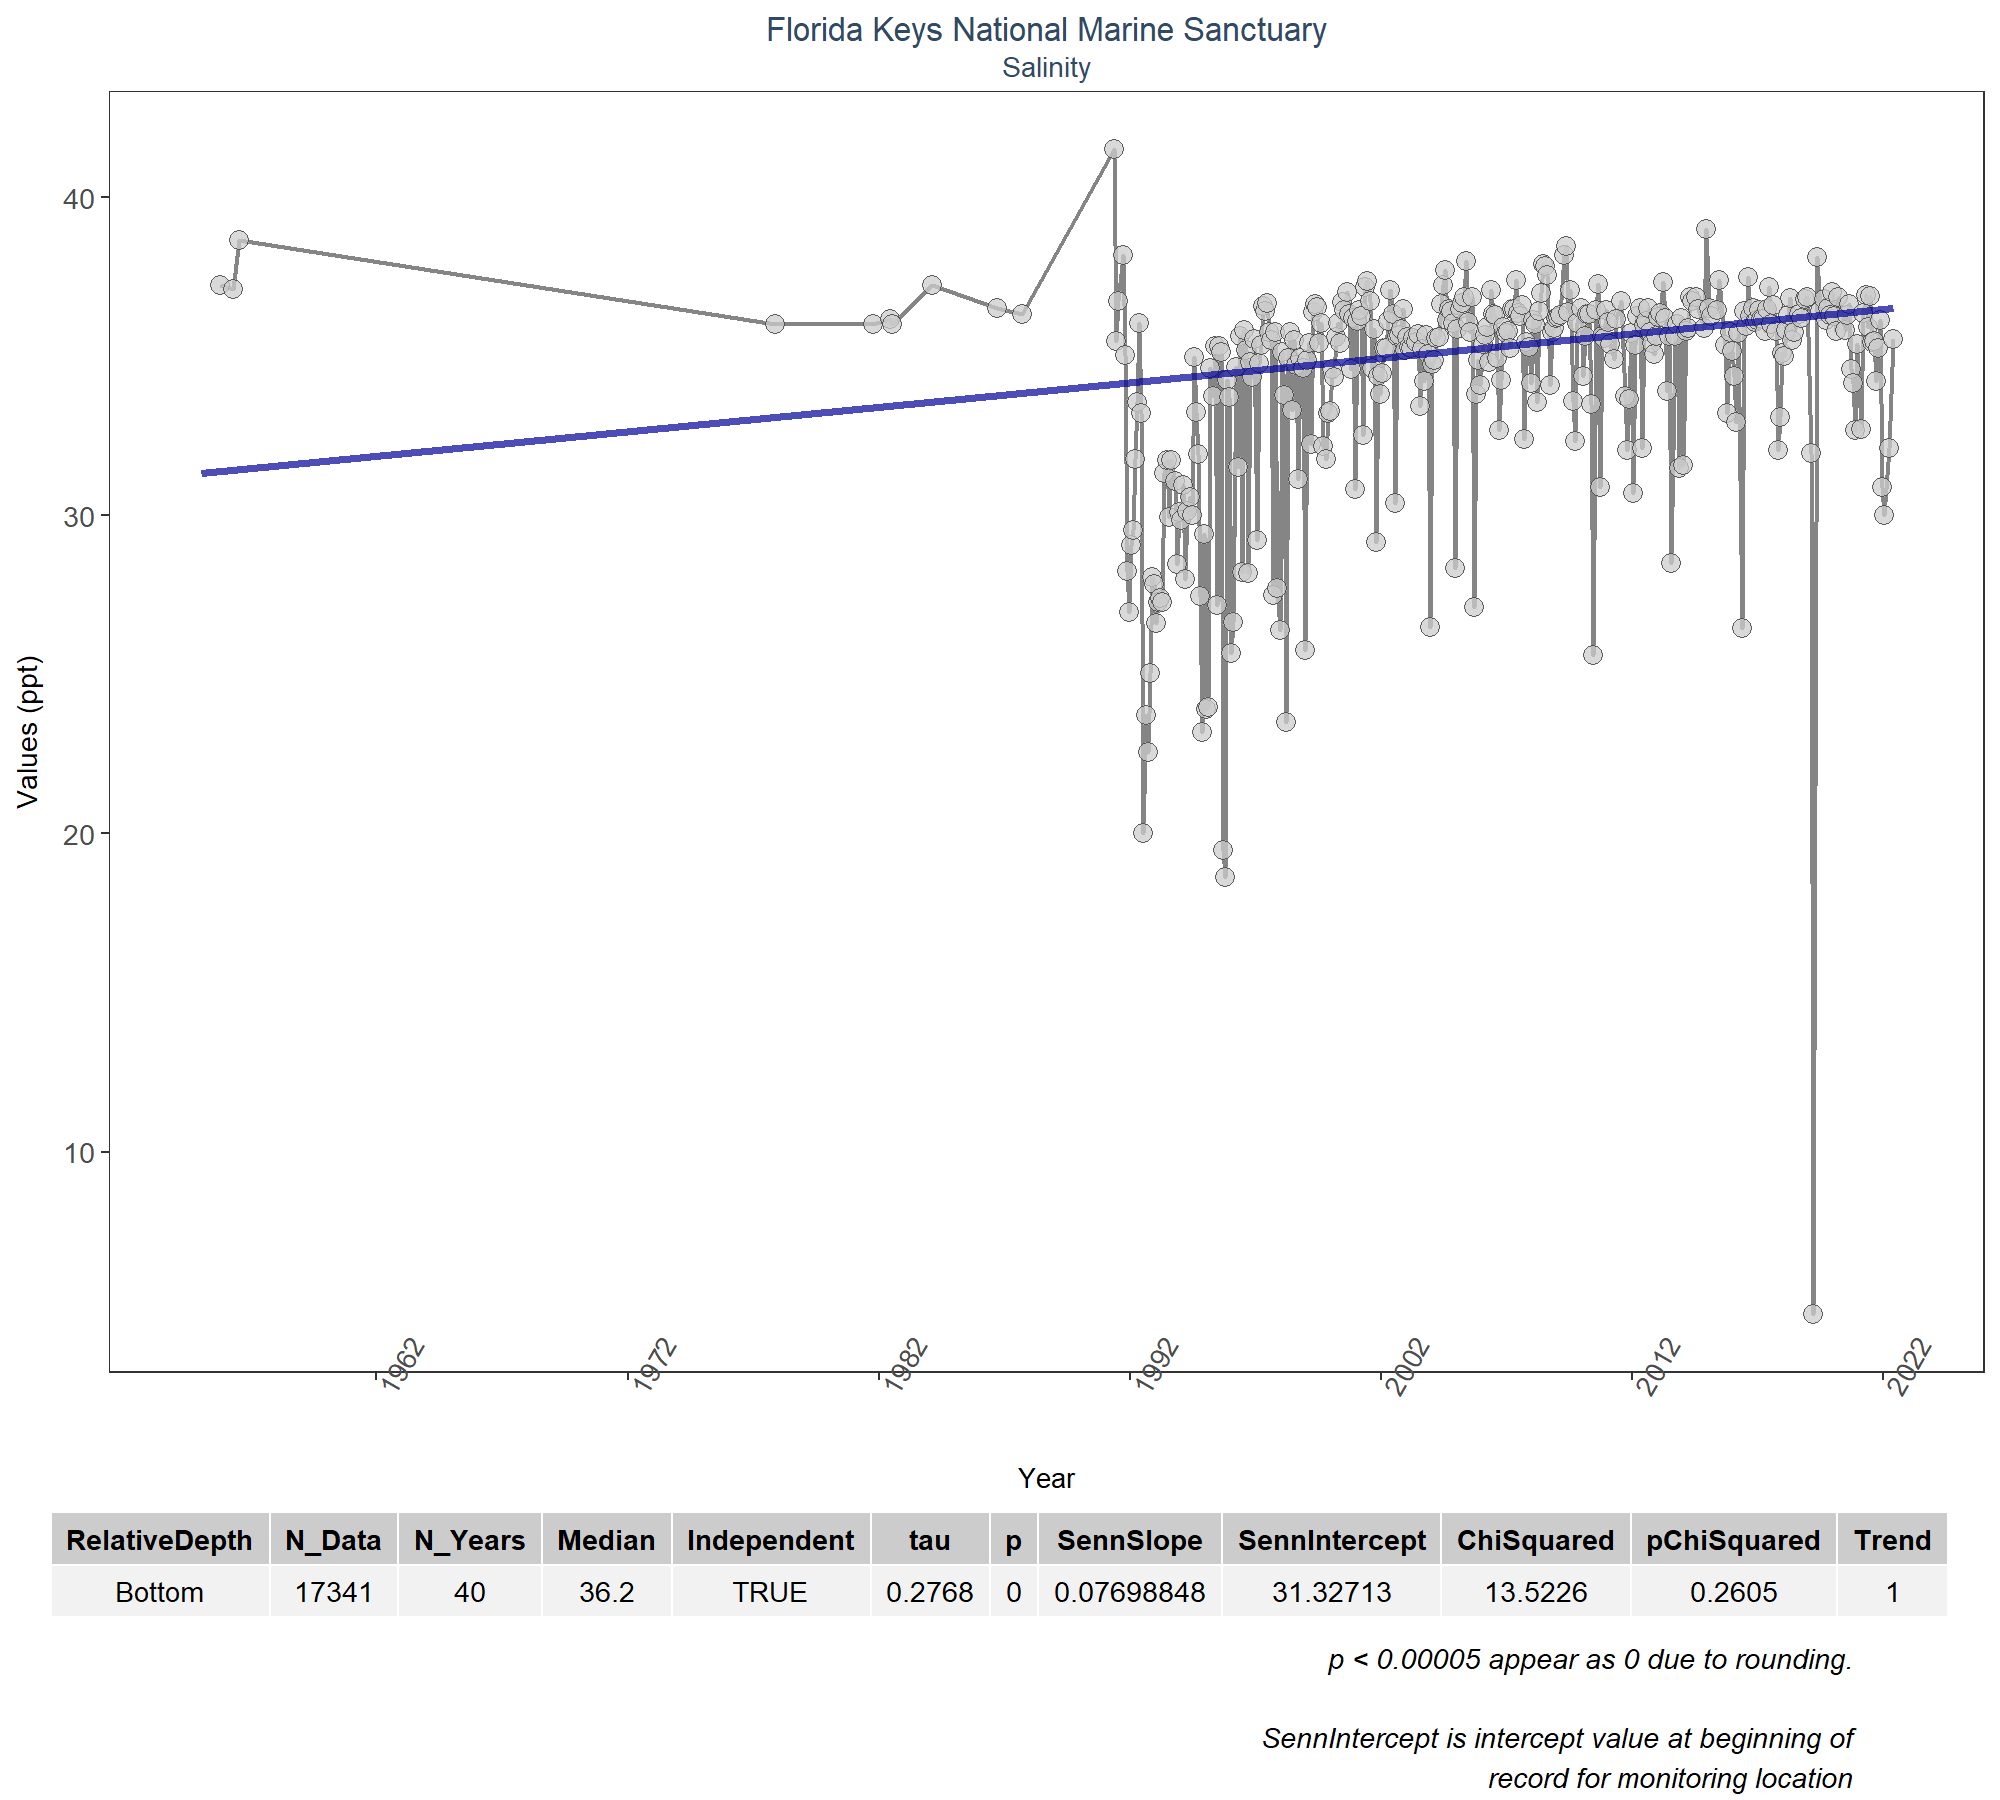 Florida Keys National Marine Sanctuary
Salinity
40
30
20
10
Values (ppt)
1962 1972 1982 1992 2002 2012 2022
Year
RelativeDepth N_Data N_Years Median Independent tau p SennSlope SennIntercept ChiSquared pChiSquared Trend
Bottom 17341 40 36.2 TRUE 0.2768 0 0.07698848 31.32713 13.5226 0.2605 1
p < 0.00005 appear as 0 due to rounding.
SennIntercept is intercept value at beginning of
record for monitoring location